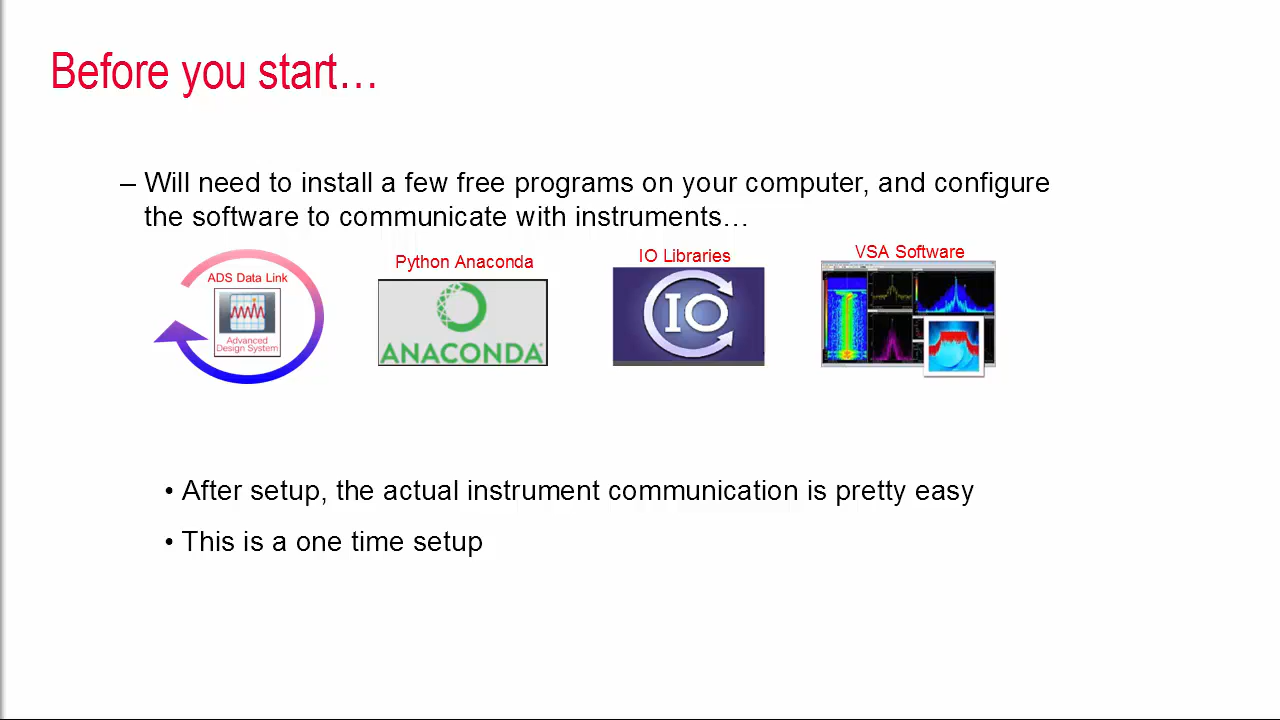 Before you start…
– Will need to install a few free programs on your computer, and configure
the software to communicate with instruments…
ADS Data Link
Advanced
Design System
Python Anaconda
ANACONDA
IO Libraries
IO
VSA Software
• After setup, the actual instrument communication is pretty easy
• This is a one time setup